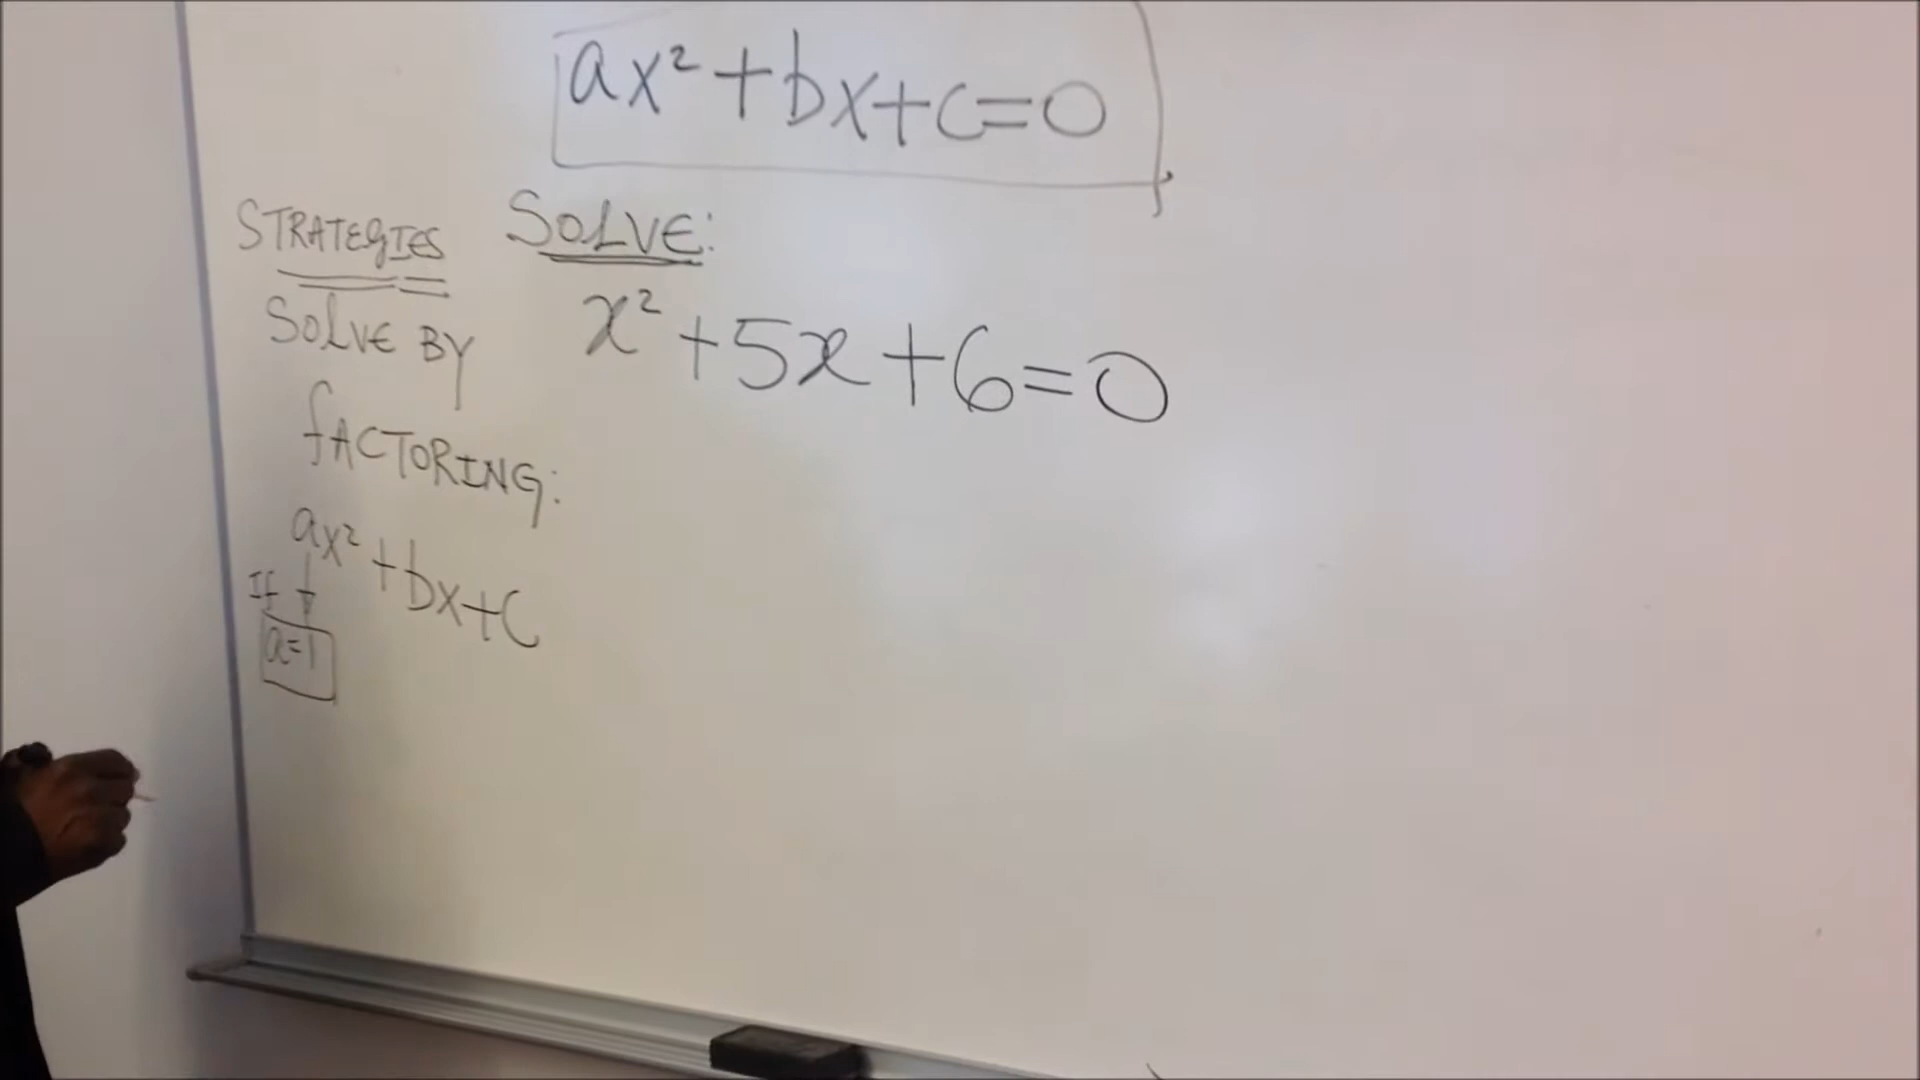 ax²+bx+c=0
STRATEGIES
SOLVE BY
fACTORING:
ax²+bx+c
If
a=1
SOLVE:
x²+5x+6=0